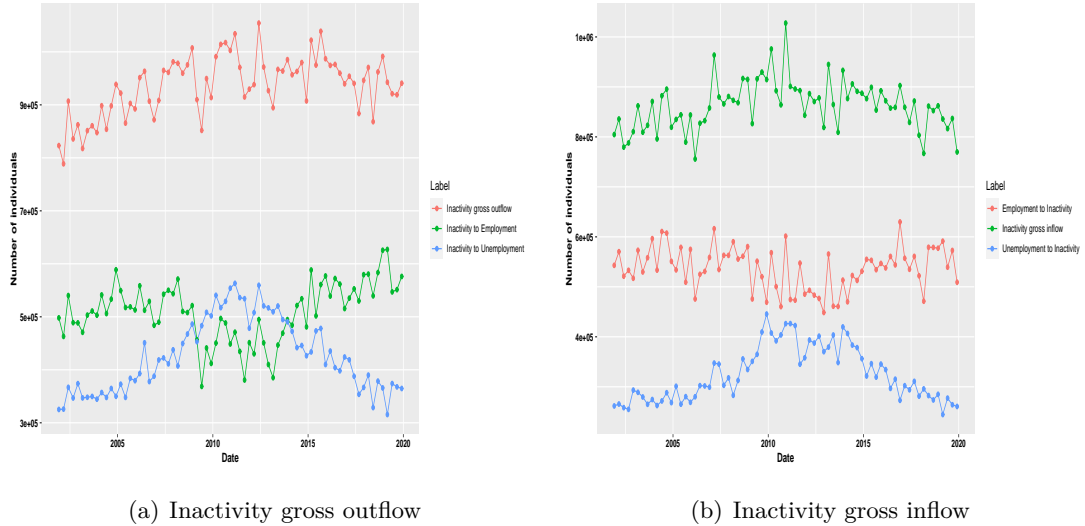 Number of individuals
9e+05
7e+05
5e+05
3e+05
2005
2010
2015
2020
Date
Label
Inactivity gross outflow
Inactivity to Employment
Inactivity to Unemployment
(a) Inactivity gross outflow
Number of individuals
1e+06
8e+05
6e+05
4e+05
2005
2010
2015
2020
Date
Label
Employment to Inactivity
Inactivity gross inflow
Unemployment to Inactivity
(b) Inactivity gross inflow